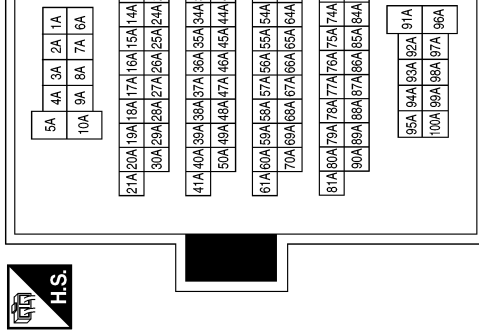 H.S.
5A 4A 3A 2A 1A
10A 9A 8A 7A 6A
21A 20A 19A 18A 17A 16A 15A 14A
30A 29A 28A 27A 26A 25A 24A
41A 40A 39A 38A 37A 36A 35A 34A
50A 49A 48A 47A 46A 45A 44A
61A 60A 59A 58A 57A 56A 55A 54A
70A 69A 68A 67A 66A 65A 64A
81A 80A 79A 78A 77A 76A 75A 74A
90A 89A 88A 87A 86A 85A 84A
95A 94A 93A 92A 91A
100A 99A 98A 97A 96A